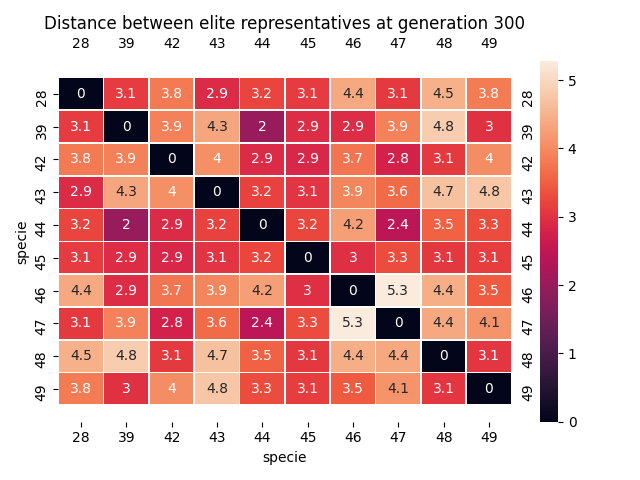 Distance between elite representatives at generation 300
28 39 42 43 44 45 46 47 48 49
28 0 3.1 3.8 2.9 3.2 3.1 4.4 3.1 4.5 3.8 28
39 3.1 0 3.9 4.3 2 2.9 2.9 3.9 4.8 3 39
42 3.8 3.9 0 4 2.9 2.9 3.7 2.8 3.1 4 42
43 2.9 4.3 4 0 3.2 3.1 3.9 3.6 4.7 4.8 43
44 3.2 2 2.9 3.2 0 3.2 4.2 2.4 3.5 3.3 44
45 3.1 2.9 2.9 3.1 3.2 0 3 3.3 3.1 3.1 45
46 4.4 2.9 3.7 3.9 4.2 3 0 5.3 4.4 3.5 46
47 3.1 3.9 2.8 3.6 2.4 3.3 5.3 0 4.4 4.1 47
48 4.5 4.8 3.1 4.7 3.5 3.1 4.4 4.4 0 3.1 48
49 3.8 3 4 4.8 3.3 3.1 3.5 4.1 3.1 0 49
28 39 42 43 44 45 46 47 48 49
specie
specie
5
4
3
2
1
0